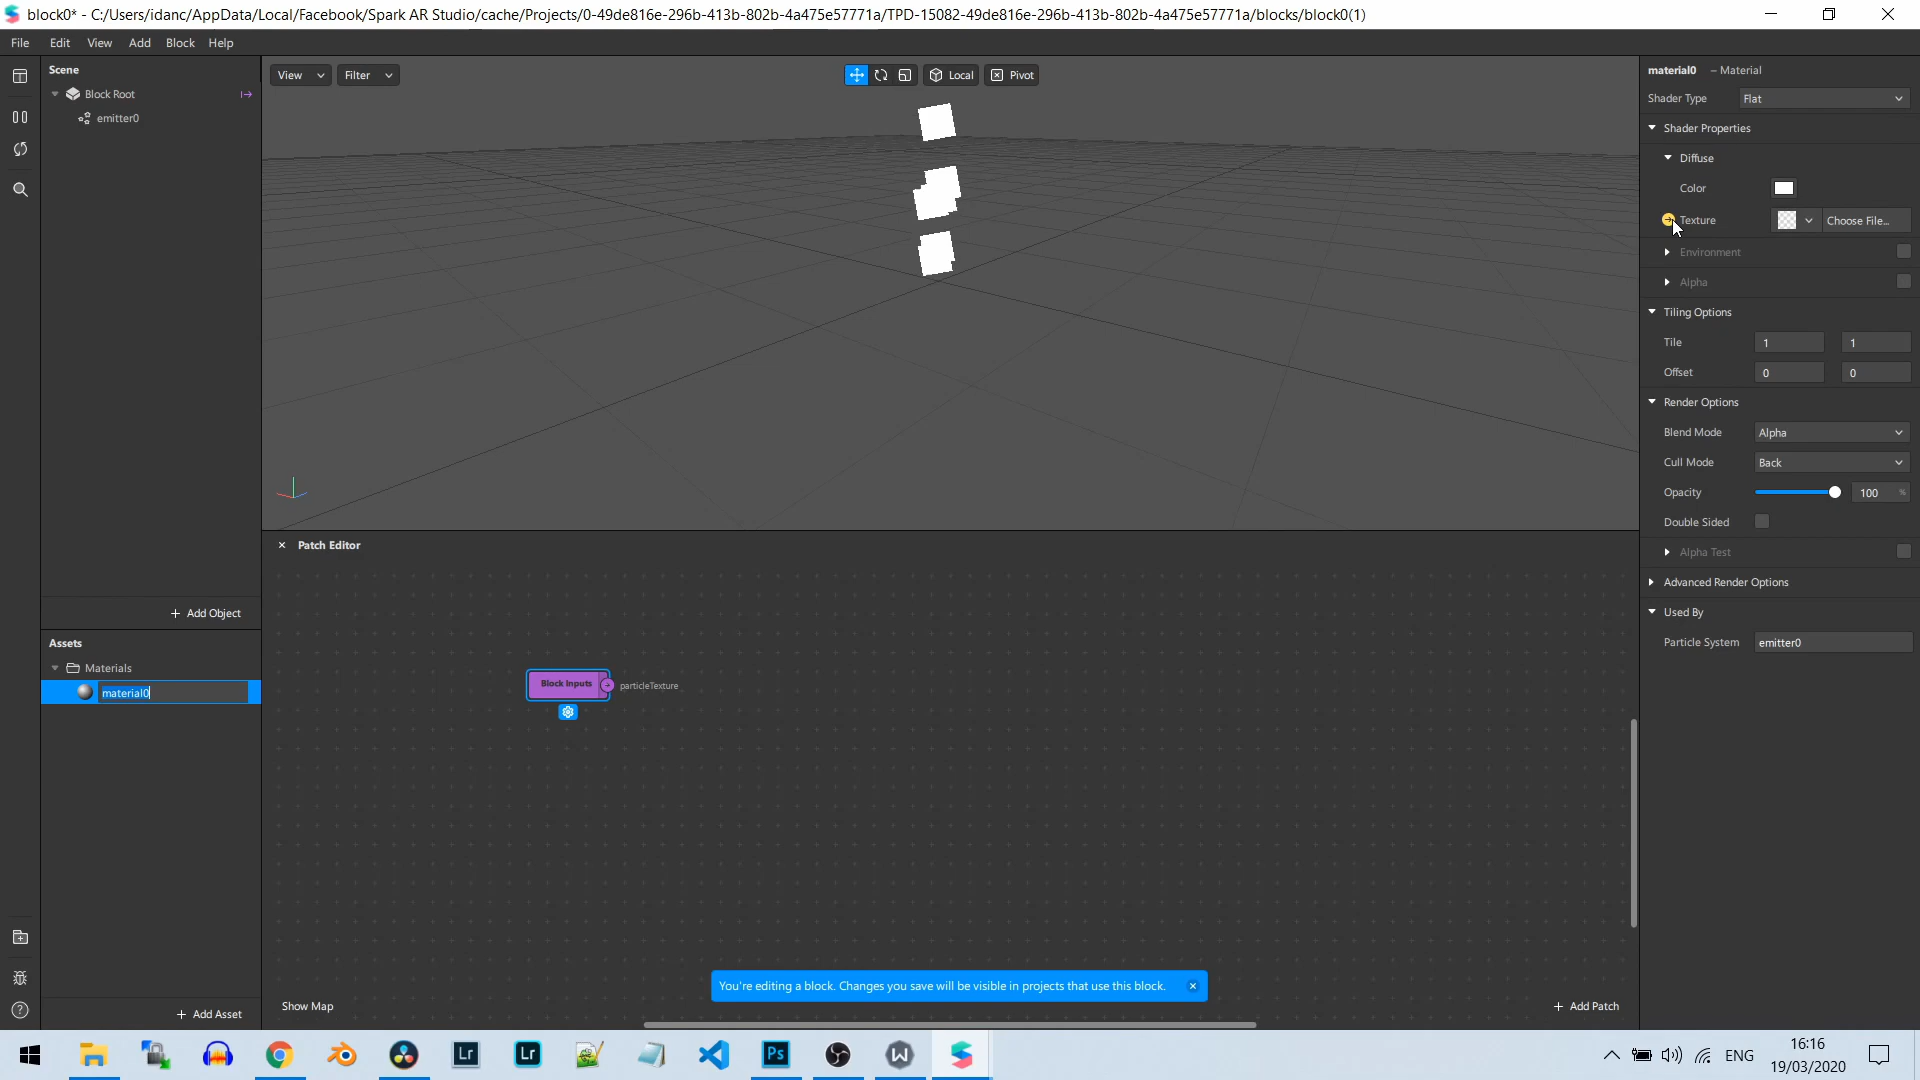 block0* - C:/Users/idanc/AppData/Local/Facebook/Spark AR Studio/cache/Projects/0-49de816e-296b-413b-802b-4a475e57771a/TPD-15082-49de816e-296b-413b-802b-4a475e57771a/blocks/block0(1)
File Edit View Add Block Help
Scene
Block Root
emitter0
+ Add Object
Assets
Materials
material0
+ Add Asset
View Filter
Local Pivot
× Patch Editor
Block Inputs particleTexture
You're editing a block. Changes you save will be visible in projects that use this block.
Show Map
+ Add Patch
material0 – Material
Shader Type Flat
Shader Properties
Diffuse
Color
Texture Choose File...
Environment
Alpha
Tiling Options
Tile 1 1
Offset 0 0
Render Options
Blend Mode Alpha
Cull Mode Back
Opacity 100 %
Double Sided
Alpha Test
Advanced Render Options
Used By
Particle System emitter0
Lr Lr Ps
ENG
16:16
19/03/2020